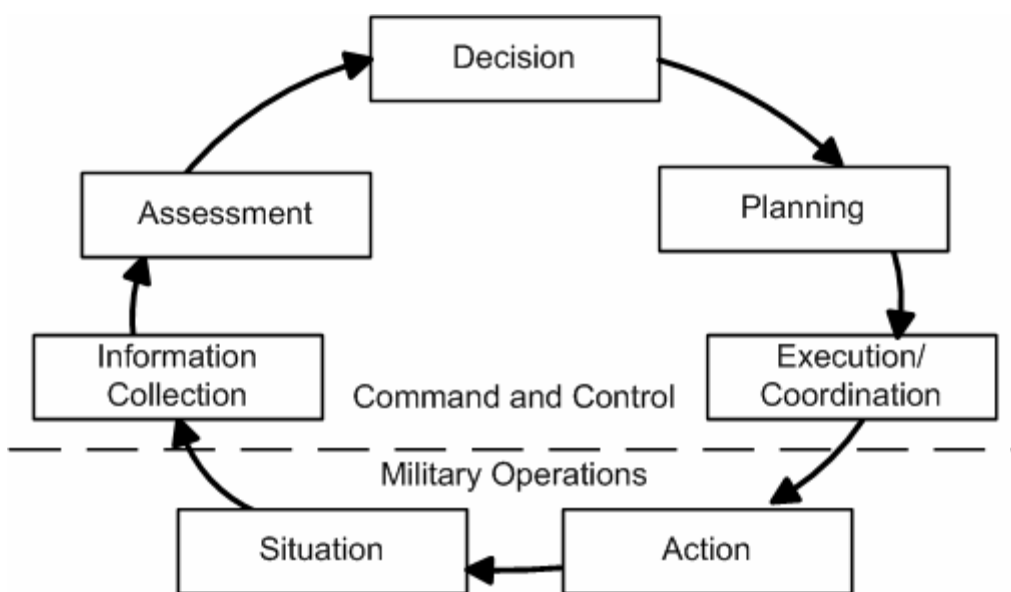 Decision
Assessment
Planning
Information
Collection
Execution/
Coordination
Command and Control
Military Operations
Situation
Action